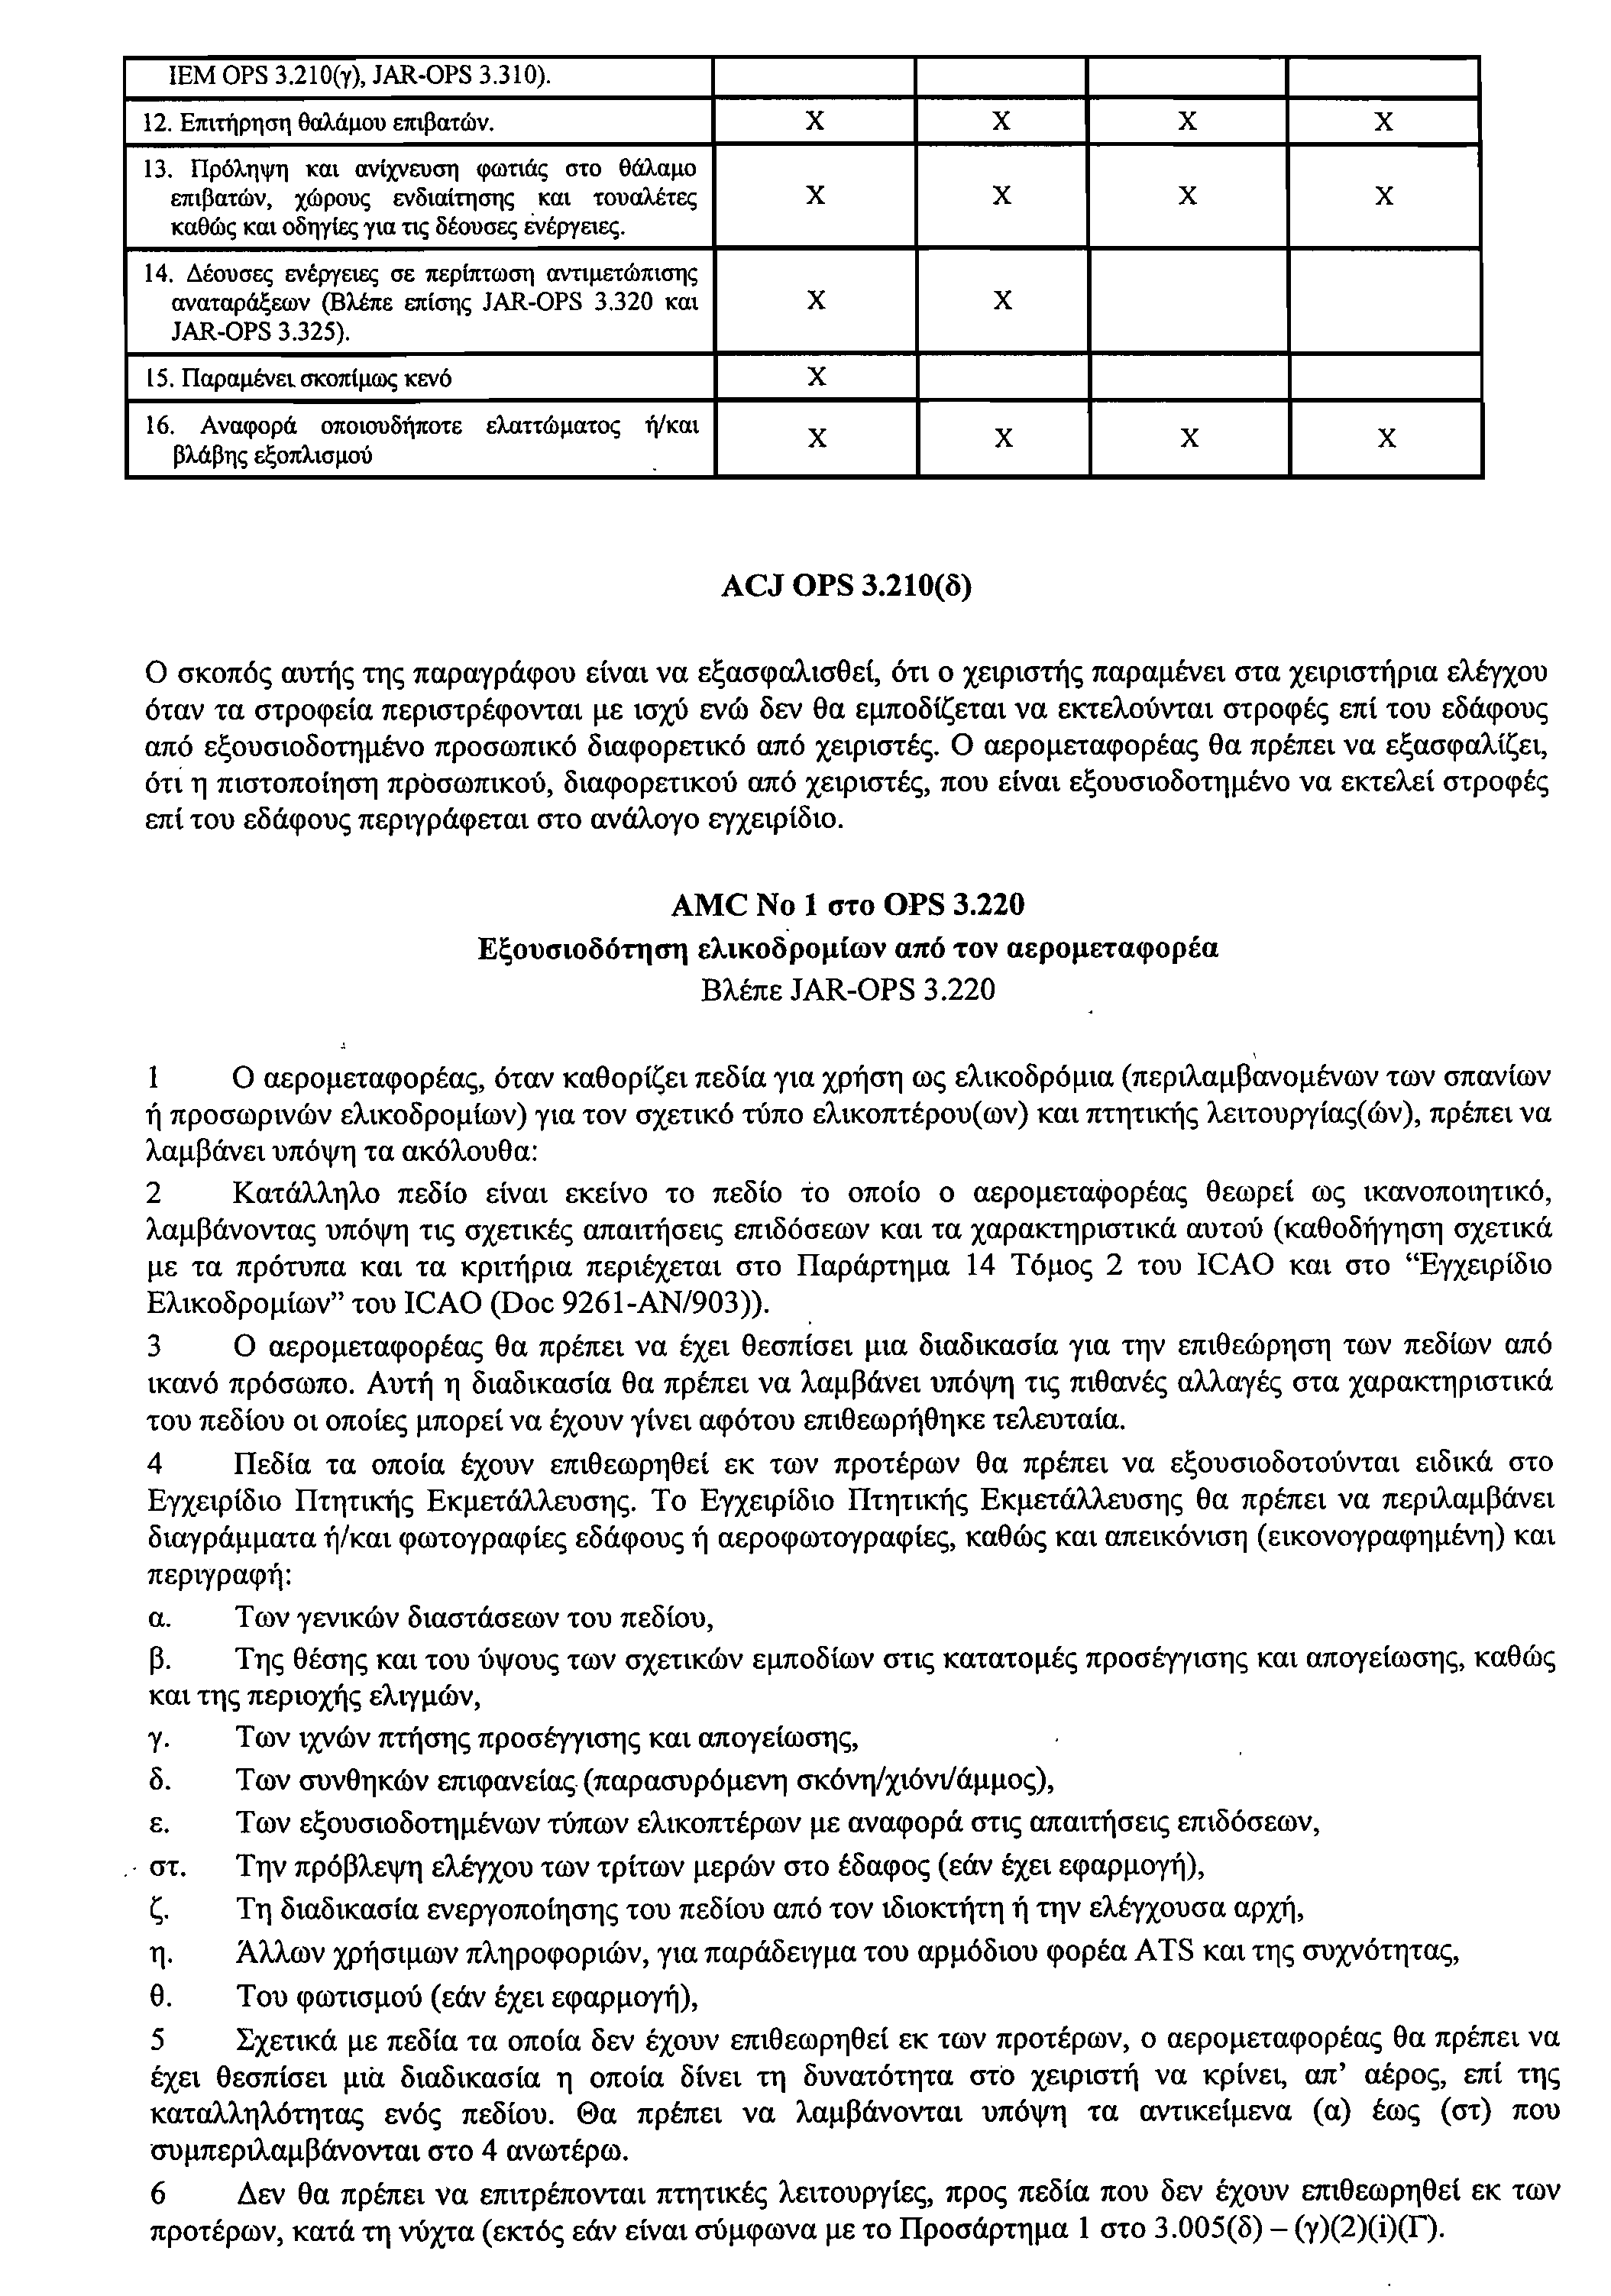 ΙΕΜ OPS 3.210(γ), JAR-OPS 3.310).
12. Επιτήρηση θαλάμου επιβατών. X X X X
13. Πρόληψη και ανίχνευση φωτιάς στο θάλαμο
επιβατών, χώρους ενδιαίτησης και τουαλέτες X X X X
καθώς και οδηγίες για τις δέουσες ενέργειες.
14. Δέουσες ενέργειες σε περίπτωση αντιμετώπισης
αναταράξεων (Βλέπε επίσης JAR-OPS 3.320 και X X
JAR-OPS 3.325).
15. Παραμένει σκοπίμως κενό X
16. Αναφορά οποιουδήποτε ελαττώματος ή/και X X X X
βλάβης εξοπλισμού
ACJ OPS 3.210(δ)
Ο σκοπός αυτής της παραγράφου είναι να εξασφαλισθεί, ότι ο χειριστής παραμένει στα χειριστήρια ελέγχου
όταν τα στροφεία περιστρέφονται με ισχύ ενώ δεν θα εμποδίζεται να εκτελούνται στροφές επί του εδάφους
από εξουσιοδοτημένο προσωπικό διαφορετικό από χειριστές. Ο αερομεταφορέας θα πρέπει να εξασφαλίζει,
ότι η πιστοποίηση προσωπικού, διαφορετικού από χειριστές, που είναι εξουσιοδοτημένο να εκτελεί στροφές
επί του εδάφους περιγράφεται στο ανάλογο εγχειρίδιο.
AMC No 1 στο OPS 3.220
Εξουσιοδότηση ελικοδρομίων από τον αερομεταφορέα
Βλέπε JAR-OPS 3.220
1 Ο αερομεταφορέας, όταν καθορίζει πεδία για χρήση ως ελικοδρόμια (περιλαμβανομένων των σπανίων
ή προσωρινών ελικοδρομίων) για τον σχετικό τύπο ελικοπτέρου(ων) και πτητικής λειτουργίας(ών), πρέπει να
λαμβάνει υπόψη τα ακόλουθα:
2 Κατάλληλο πεδίο είναι εκείνο το πεδίο το οποίο ο αερομεταφορέας θεωρεί ως ικανοποιητικό,
λαμβάνοντας υπόψη τις σχετικές απαιτήσεις επιδόσεων και τα χαρακτηριστικά αυτού (καθοδήγηση σχετικά
με τα πρότυπα και τα κριτήρια περιέχεται στο Παράρτημα 14 Τόμος 2 του ICAO και στο “Εγχειρίδιο
Ελικοδρομίων” του ICAO (Doc 9261-AN/903)).
3 Ο αερομεταφορέας θα πρέπει να έχει θεσπίσει μια διαδικασία για την επιθεώρηση των πεδίων από
ικανό πρόσωπο. Αυτή η διαδικασία θα πρέπει να λαμβάνει υπόψη τις πιθανές αλλαγές στα χαρακτηριστικά
του πεδίου οι οποίες μπορεί να έχουν γίνει αφότου επιθεωρήθηκε τελευταία.
4 Πεδία τα οποία έχουν επιθεωρηθεί εκ των προτέρων θα πρέπει να εξουσιοδοτούνται ειδικά στο
Εγχειρίδιο Πτητικής Εκμετάλλευσης. Το Εγχειρίδιο Πτητικής Εκμετάλλευσης θα πρέπει να περιλαμβάνει
διαγράμματα ή/και φωτογραφίες εδάφους ή αεροφωτογραφίες, καθώς και απεικόνιση (εικονογραφημένη) και
περιγραφή:
α. Των γενικών διαστάσεων του πεδίου,
β. Της θέσης και του ύψους των σχετικών εμποδίων στις κατατομές προσέγγισης και απογείωσης, καθώς
και της περιοχής ελιγμών,
γ. Των ιχνών πτήσης προσέγγισης και απογείωσης,
δ. Των συνθηκών επιφανείας (παρασυρόμενη σκόνη/χιόνι/άμμος),
ε. Των εξουσιοδοτημένων τύπων ελικοπτέρων με αναφορά στις απαιτήσεις επιδόσεων,
στ. Την πρόβλεψη ελέγχου των τρίτων μερών στο έδαφος (εάν έχει εφαρμογή),
ζ. Τη διαδικασία ενεργοποίησης του πεδίου από τον ιδιοκτήτη ή την ελέγχουσα αρχή,
η. Άλλων χρήσιμων πληροφοριών, για παράδειγμα του αρμόδιου φορέα ATS και της συχνότητας,
θ. Του φωτισμού (εάν έχει εφαρμογή),
5 Σχετικά με πεδία τα οποία δεν έχουν επιθεωρηθεί εκ των προτέρων, ο αερομεταφορέας θα πρέπει να
έχει θεσπίσει μια διαδικασία η οποία δίνει τη δυνατότητα στο χειριστή να κρίνει, απ’ αέρος, επί της
καταλληλότητας ενός πεδίου. Θα πρέπει να λαμβάνονται υπόψη τα αντικείμενα (α) έως (στ) που
συμπεριλαμβάνονται στο 4 ανωτέρω.
6 Δεν θα πρέπει να επιτρέπονται πτητικές λειτουργίες, προς πεδία που δεν έχουν επιθεωρηθεί εκ των
προτέρων, κατά τη νύχτα (εκτός εάν είναι σύμφωνα με το Προσάρτημα 1 στο 3.005(δ) – (γ)(2)(i)(Γ).